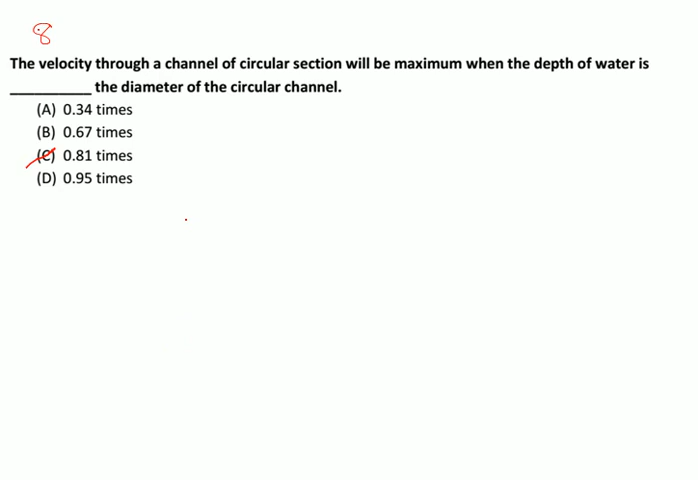 8
The velocity through a channel of circular section will be maximum when the depth of water is
__________ the diameter of the circular channel.
(A) 0.34 times
(B) 0.67 times
(C) 0.81 times
(D) 0.95 times